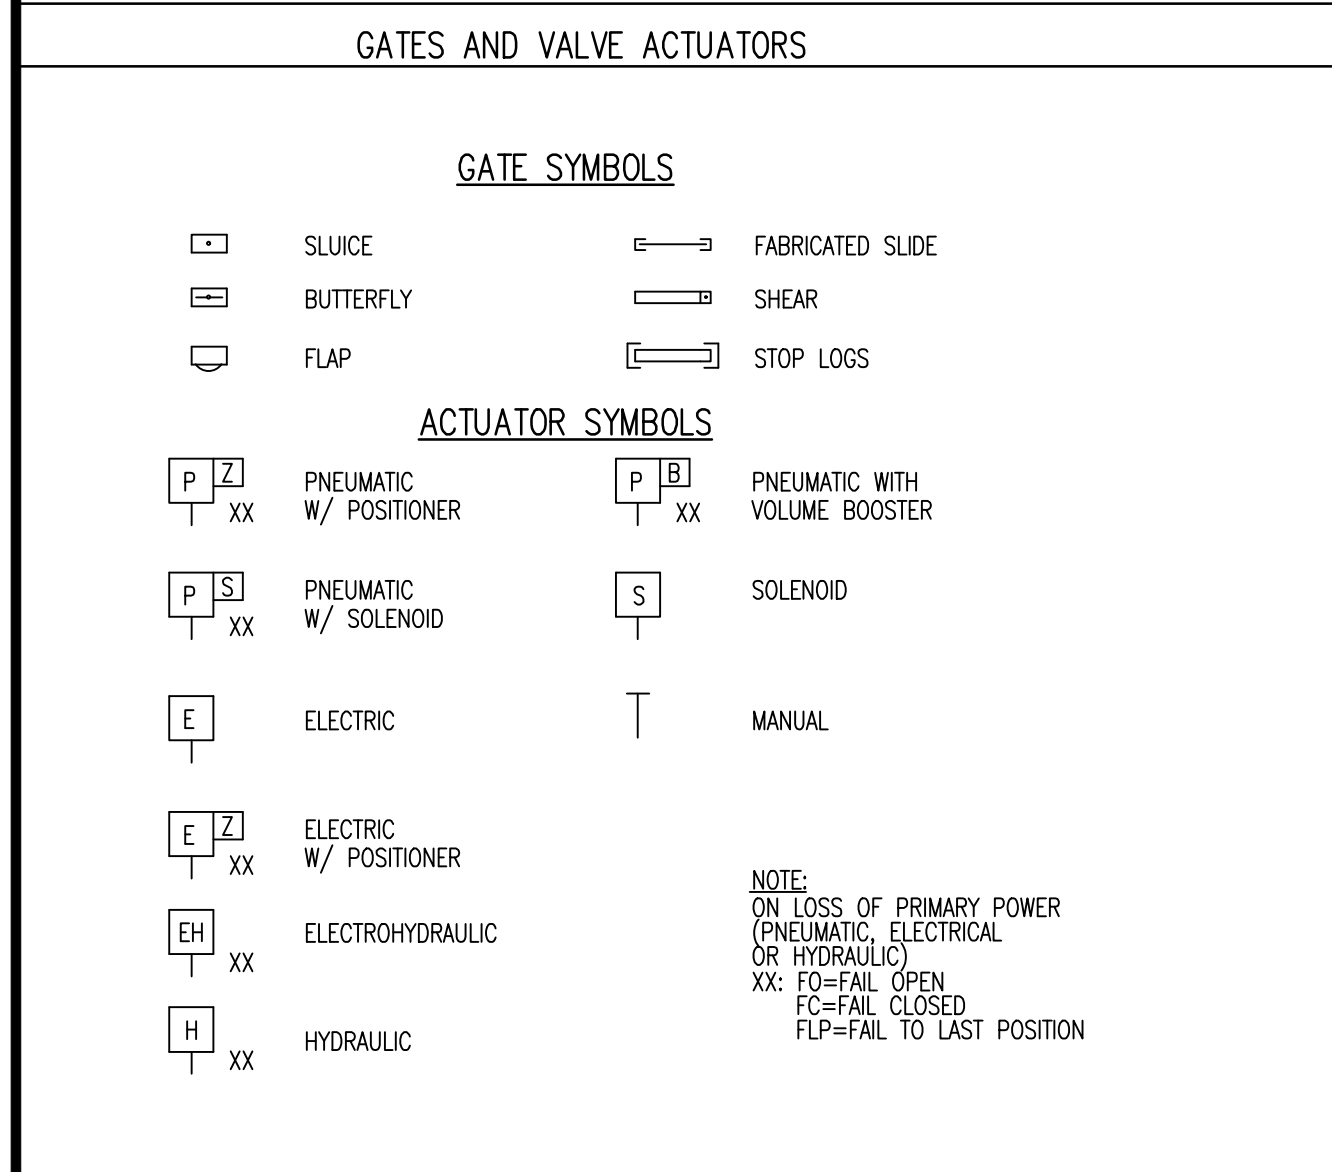 GATES AND VALVE ACTUATORS
GATE SYMBOLS
SLUICE
FABRICATED SLIDE
BUTTERFLY
SHEAR
FLAP
STOP LOGS
ACTUATOR SYMBOLS
P Z
XX
PNEUMATIC
W/ POSITIONER
P B
XX
PNEUMATIC WITH
VOLUME BOOSTER
P S
XX
PNEUMATIC
W/ SOLENOID
S
SOLENOID
E
ELECTRIC
MANUAL
E Z
XX
ELECTRIC
W/ POSITIONER
EH
XX
ELECTROHYDRAULIC
H
XX
HYDRAULIC
NOTE:
ON LOSS OF PRIMARY POWER
(PNEUMATIC, ELECTRICAL
OR HYDRAULIC)
XX: FO=FAIL OPEN
FC=FAIL CLOSED
FLP=FAIL TO LAST POSITION